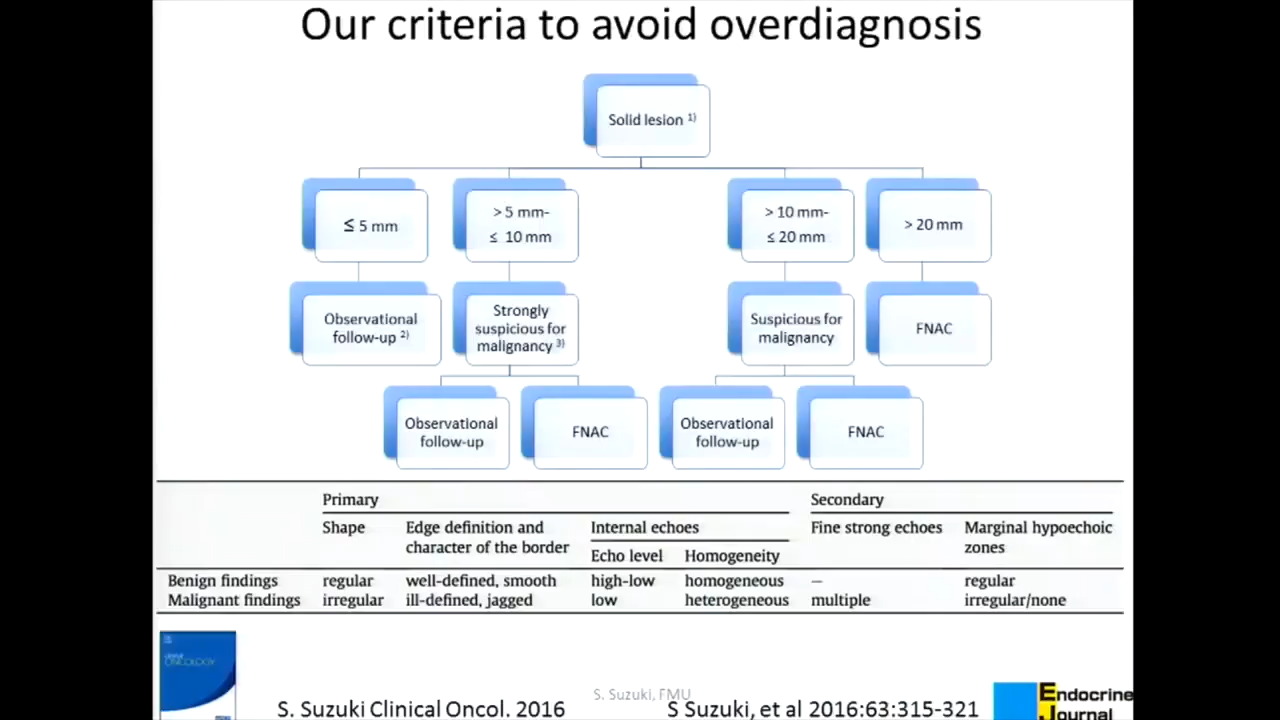 Our criteria to avoid overdiagnosis
Solid lesion 1)
≤ 5 mm
> 5 mm-
≤ 10 mm
> 10 mm-
≤ 20 mm
> 20 mm
Observational
follow-up 2)
Strongly
suspicious for
malignancy 3)
Suspicious for
malignancy
FNAC
Observational
follow-up
FNAC
Observational
follow-up
FNAC
Primary Secondary
Shape Edge definition and Internal echoes Fine strong echoes Marginal hypoechoic
character of the border zones
Echo level Homogeneity
Benign findings regular well-defined, smooth high-low homogeneous — regular
Malignant findings irregular ill-defined, jagged low heterogeneous multiple irregular/none
ONCOLOGY
S. Suzuki, FMU
S. Suzuki Clinical Oncol. 2016
S Suzuki, et al 2016:63:315-321
Endocrine
Journal